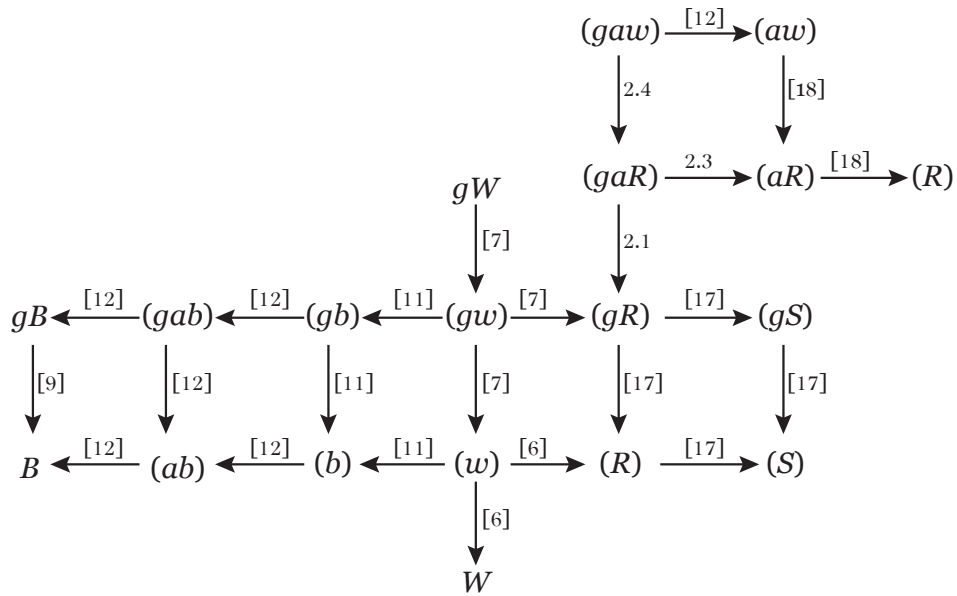 (gaw) [12] (aw)
2.4 [18]
(gaR) 2.3 (aR) [18] (R)
gW
[7] 2.1
gB [12] (gab) [12] (gb) [11] (gw) [7] (gR) [17] (gS)
[9] [12] [11] [7] [17] [17]
B [12] (ab) [12] (b) [11] (w) [6] (R) [17] (S)
[6]
W